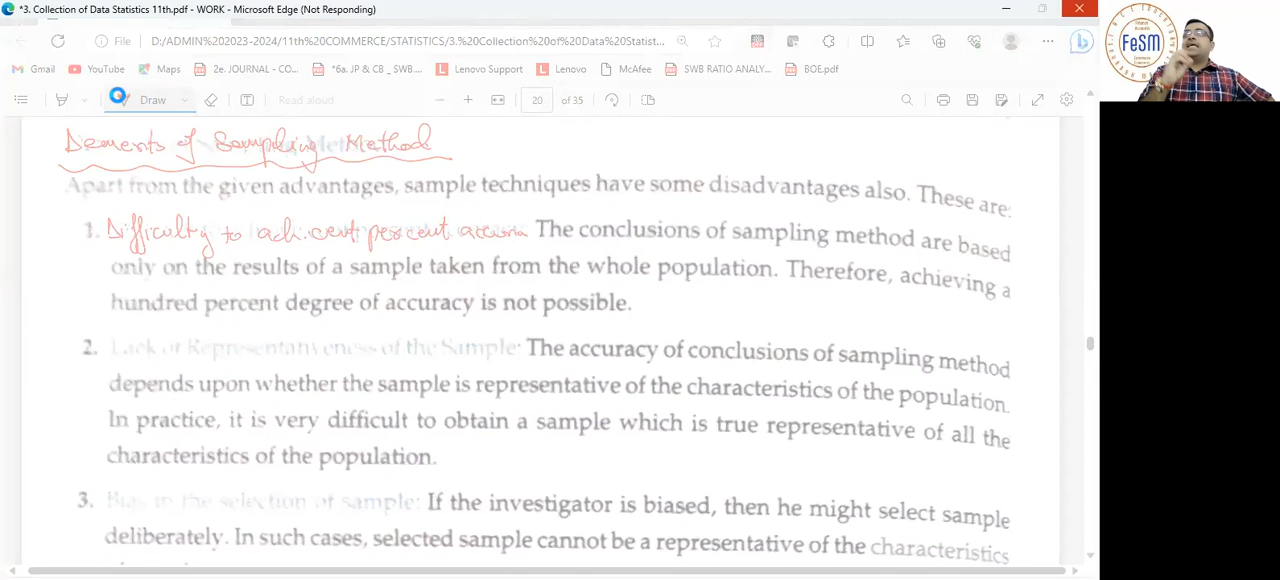 *3. Collection of Data Statistics 11th.pdf - WORK - Microsoft Edge (Not Responding)
File D:/ADMIN%202023-2024/11th%20COMMERCE/STATISTICS/3.%20Collection%20of%20Data%20Statist...
Gmail YouTube Maps 2e. JOURNAL - CO... *6a. JP & CB _SWB.... Lenovo Support Lenovo McAfee SWB RATIO ANALY... BOE.pdf
Draw Read aloud 20 of 35
FeSM
Demerits of Sampling Method
Apart from the given advantages, sample techniques have some disadvantages also. These are:
1. Difficulty to ach. cent percent The conclusions of sampling method are based
only on the results of a sample taken from the whole population. Therefore, achieving a
hundred percent degree of accuracy is not possible.
2. Lack of Representativeness of the Sample: The accuracy of conclusions of sampling method
depends upon whether the sample is representative of the characteristics of the population.
In practice, it is very difficult to obtain a sample which is true representative of all the
characteristics of the population.
3. Bias in the selection of sample: If the investigator is biased, then he might select sample
deliberately. In such cases, selected sample cannot be a representative of the characteristics